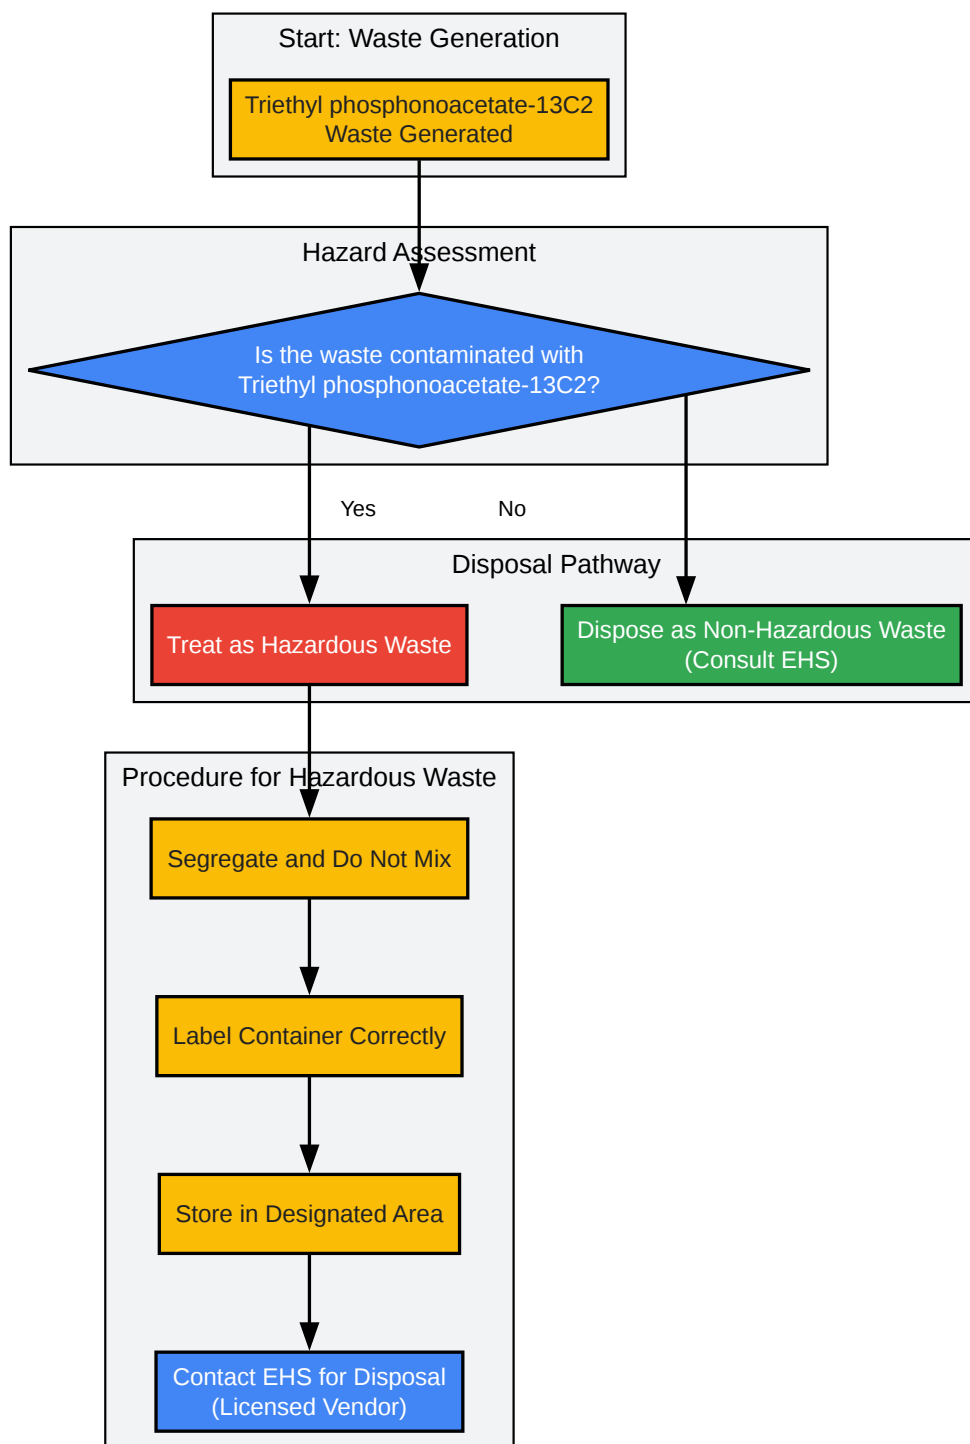 Start: Waste Generation
Triethyl phosphonoacetate-13C2
Waste Generated
Hazard Assessment
Is the waste contaminated with
Triethyl phosphonoacetate-13C2?
Yes
No
Disposal Pathway
Treat as Hazardous Waste
Dispose as Non-Hazardous Waste
(Consult EHS)
Procedure for Hazardous Waste
Segregate and Do Not Mix
Label Container Correctly
Store in Designated Area
Contact EHS for Disposal
(Licensed Vendor)